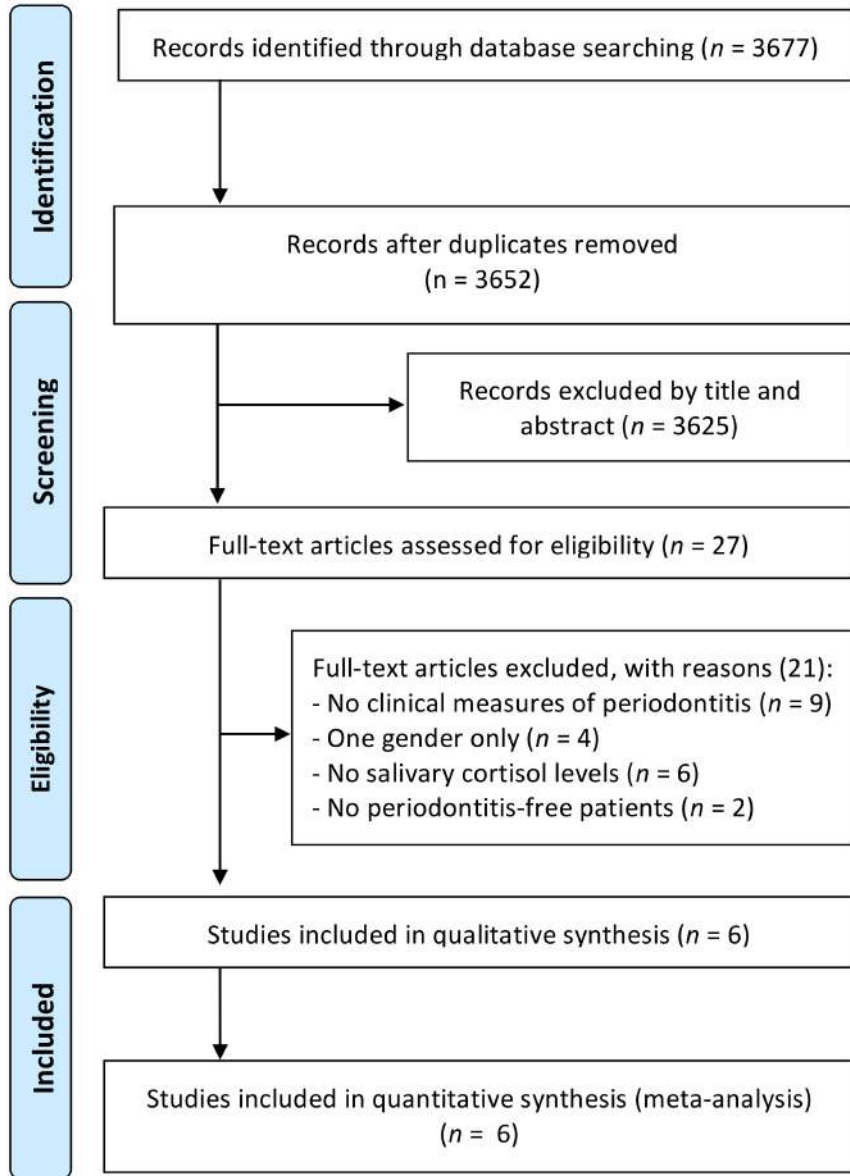 Identification
Records identified through database searching (n = 3677)
Records after duplicates removed
(n = 3652)
Screening
Records excluded by title and
abstract (n = 3625)
Full-text articles assessed for eligibility (n = 27)
Eligibility
Full-text articles excluded, with reasons (21):
- No clinical measures of periodontitis (n = 9)
- One gender only (n = 4)
- No salivary cortisol levels (n = 6)
- No periodontitis-free patients (n = 2)
Included
Studies included in qualitative synthesis (n = 6)
Studies included in quantitative synthesis (meta-analysis)
(n = 6)